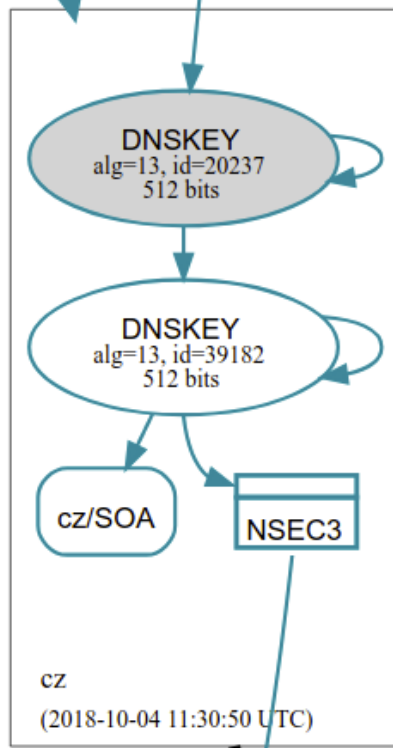 DNSKEY
alg=13, id=20237
512 bits
DNSKEY
alg=13, id=39182
512 bits
cz/SOA
NSEC3
cz
(2018-10-04 11:30:50 UTC)